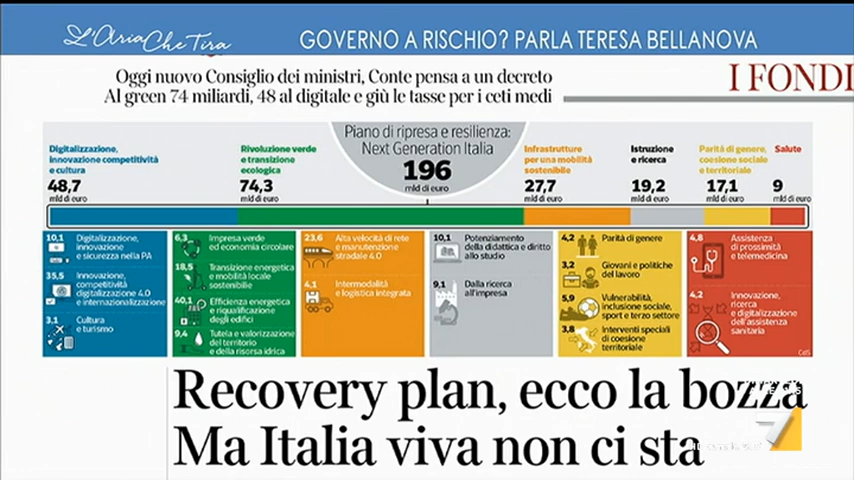 L'Aria Che Tira
GOVERNO A RISCHIO? PARLA TERESA BELLANOVA
Oggi nuovo Consiglio dei ministri, Conte pensa a un decreto
Al green 74 miliardi, 48 al digitale e giù le tasse per i ceti medi
I FONDI
Piano di ripresa e resilienza:
Next Generation Italia
196
mld di euro
Digitalizzazione,
innovazione competitività
e cultura
48,7
mld di euro
Rivoluzione verde
e transizione
ecologica
74,3
mld di euro
Infrastrutture
per una mobilità
sostenibile
27,7
mld di euro
Istruzione
e ricerca
19,2
mld di euro
Parità di genere,
coesione sociale
e territoriale
17,1
mld di euro
Salute
9
mld di euro
10,1 Digitalizzazione,
innovazione
e sicurezza nella PA
35,5 Innovazione,
competitività
digitalizzazione 4.0
e internazionalizzazione
3,1 Cultura
e turismo
6,3 Impresa verde
ed economia circolare
18,5 Transizione energetica
e mobilità locale
sostenibile
40,1 Efficienza energetica
e riqualificazione
degli edifici
9,4 Tutela e valorizzazione
del territorio
e della risorsa idrica
23,6 Alta velocità di rete
e manutenzione
stradale 4.0
4,1 Intermodalità
e logistica integrata
10,1 Potenziamento
della didattica e diritto
allo studio
9,1 Dalla ricerca
all'impresa
4,2 Parità di genere
3,2 Giovani e politiche
del lavoro
5,9 Vulnerabilità,
inclusione sociale,
sport e terzo settore
3,8 Interventi speciali
di coesione
territoriale
4,8 Assistenza
di prossimità
e telemedicina
4,2 Innovazione,
ricerca
e digitalizzazione
dell'assistenza
sanitaria
CdS
Recovery plan, ecco la bozza
Ma Italia viva non ci sta
7